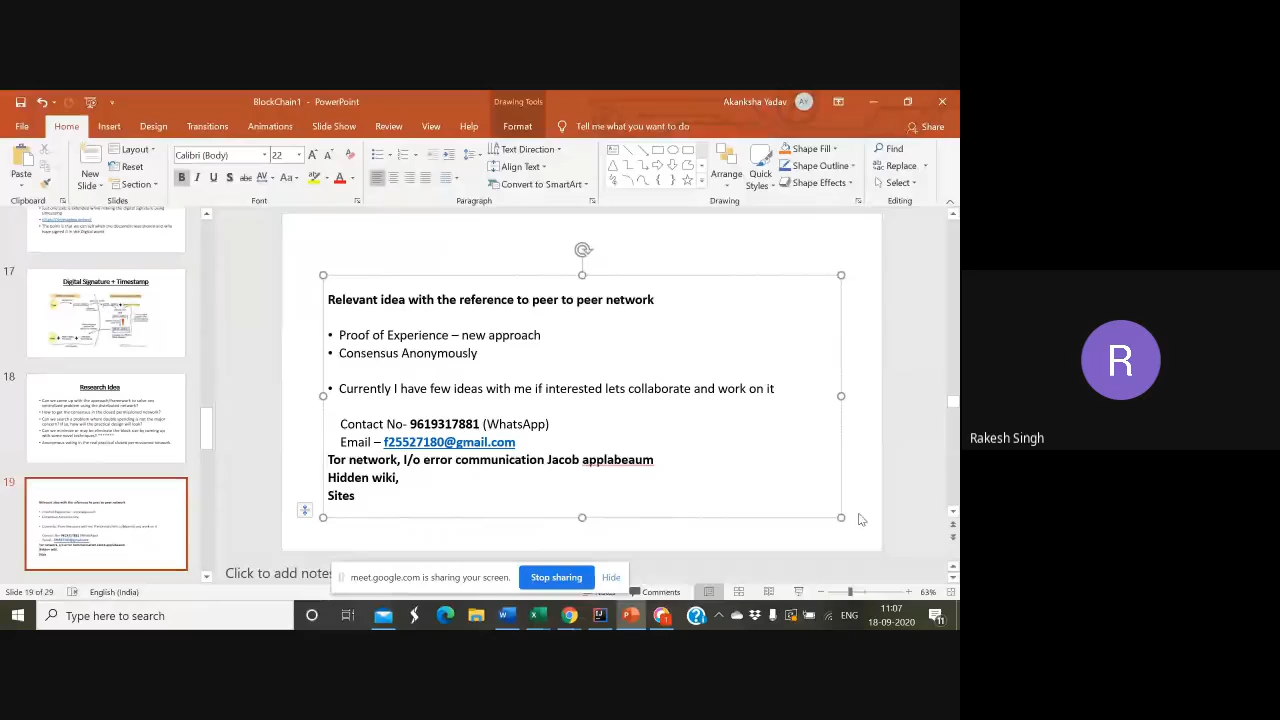 BlockChain1 - PowerPoint
Drawing Tools
Akanksha Yadav
AY
File Home Insert Design Transitions Animations Slide Show Review View Help Format Tell me what you want to do Share
Paste
Clipboard
New Slide
Layout
Reset
Section
Slides
Calibri (Body) 22
Font
Text Direction
Align Text
Convert to SmartArt
Paragraph
Arrange
Quick Styles
Shape Fill
Shape Outline
Shape Effects
Drawing
Find
Replace
Select
Editing
17
Digital Signature + Timestamp
18
Research Idea
19
Relevant idea with the reference to peer to peer network
• Proof of Experience – new approach
• Consensus Anonymously
• Currently I have few ideas with me if interested lets collaborate and work on it
Contact No- 9619317881 (WhatsApp)
Email – f25527180@gmail.com
Tor network, I/o error communication Jacob applabeaum
Hidden wiki,
Sites
Click to add notes
meet.google.com is sharing your screen. Stop sharing Hide
Slide 19 of 29 English (India) Comments 63%
Type here to search
ENG
11:07
18-09-2020
R
Rakesh Singh